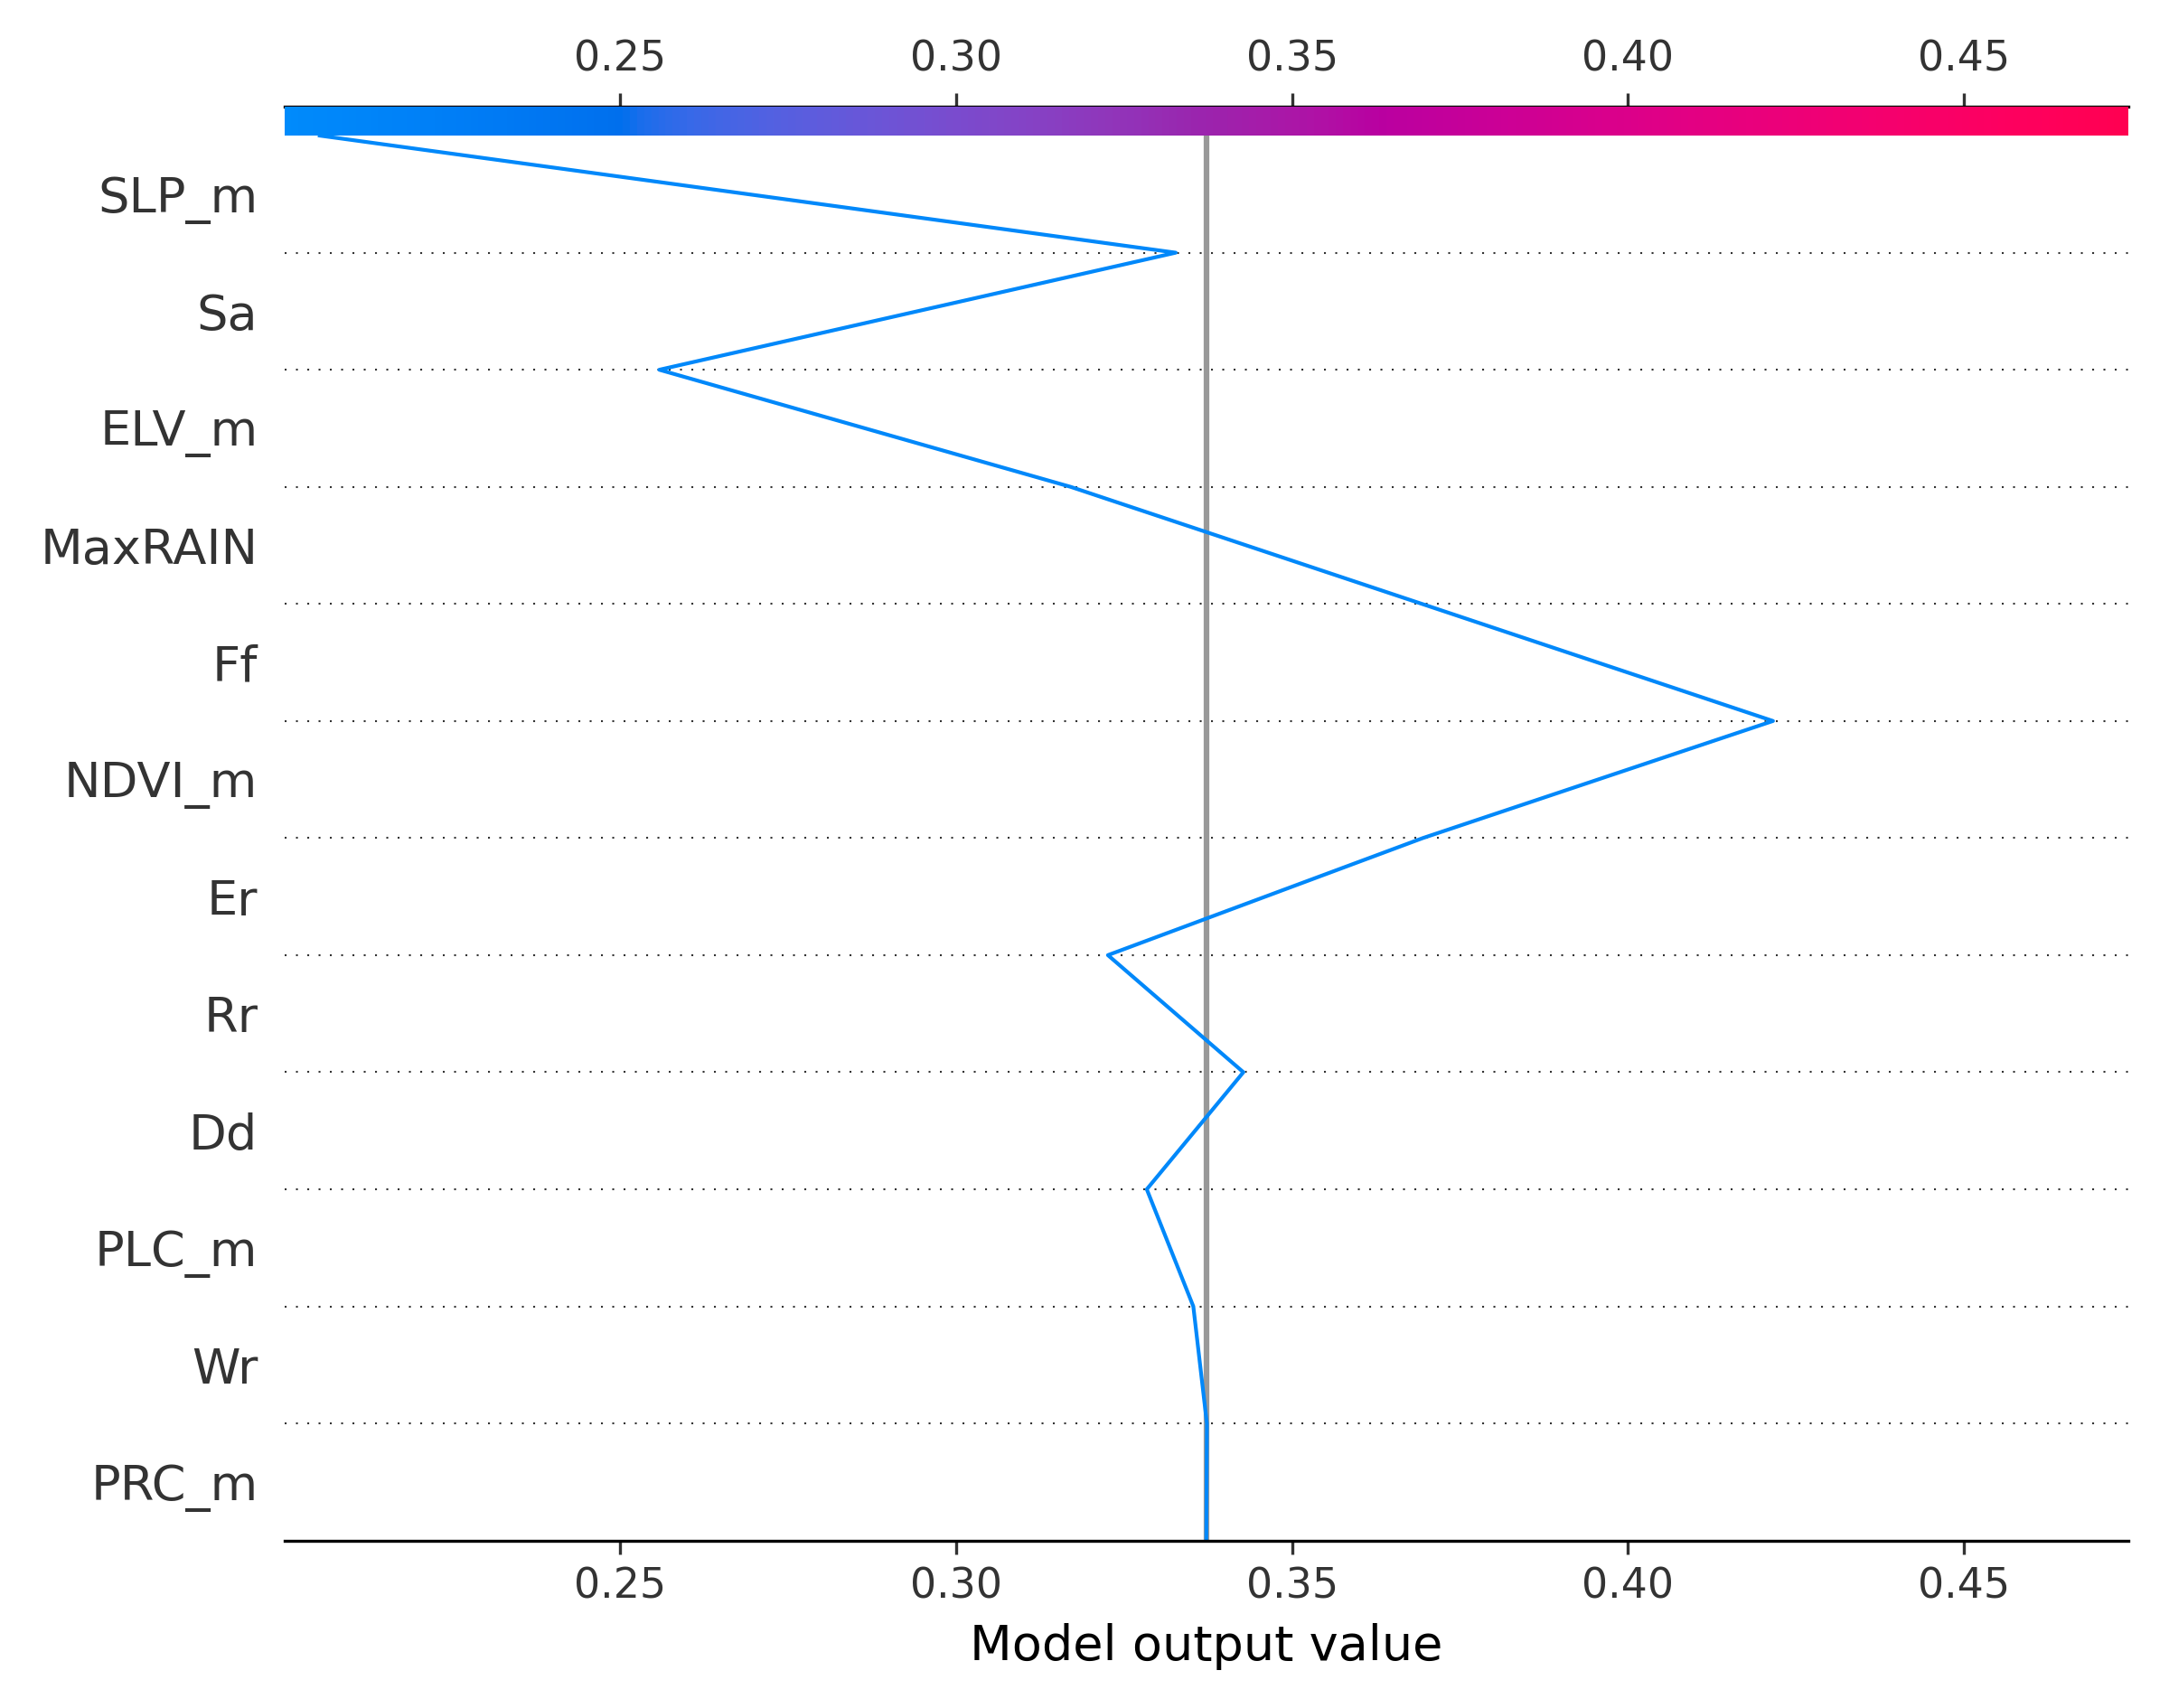 0.25 0.30 0.35 0.40 0.45
SLP_m
Sa
ELV_m
MaxRAIN
Ff
NDVI_m
Er
Rr
Dd
PLC_m
Wr
PRC_m
0.25 0.30 0.35 0.40 0.45
Model output value